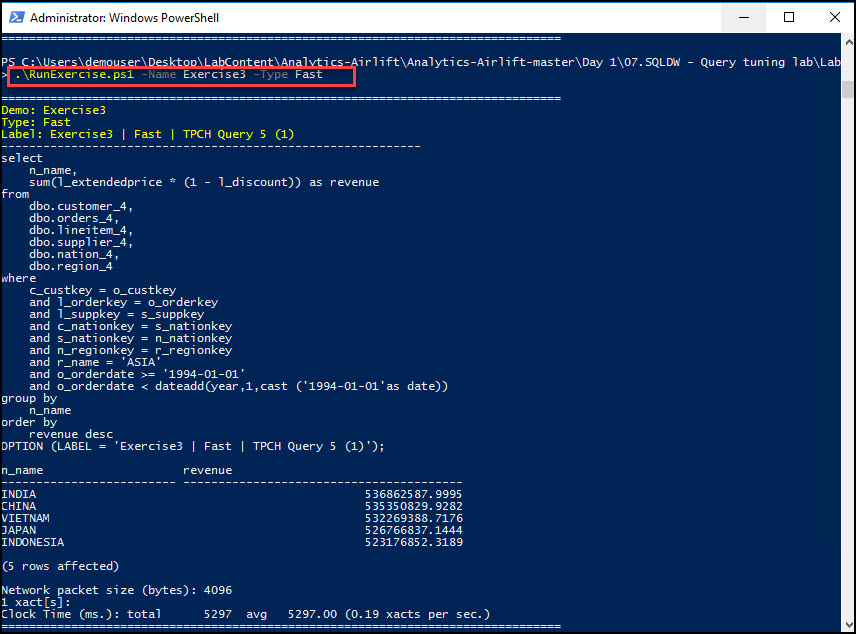 Administrator: Windows PowerShell
=====================================================================
PS C:\Users\demouser\Desktop\LabContent\Analytics-Airlift\Analytics-Airlift-master\Day 1\07.SQLDW - Query tuning lab\Lab
> .\RunExercise.ps1 -Name Exercise3 -Type Fast
=====================================================================
Demo: Exercise3
Type: Fast
Label: Exercise3 | Fast | TPCH Query 5 (1)
------------------------------------------------------------
select
    n_name,
    sum(l_extendedprice * (1 - l_discount)) as revenue
from
    dbo.customer_4,
    dbo.orders_4,
    dbo.lineitem_4,
    dbo.supplier_4,
    dbo.nation_4,
    dbo.region_4
where
    c_custkey = o_custkey
    and l_orderkey = o_orderkey
    and l_suppkey = s_suppkey
    and c_nationkey = s_nationkey
    and s_nationkey = n_nationkey
    and n_regionkey = r_regionkey
    and r_name = 'ASIA'
    and o_orderdate >= '1994-01-01'
    and o_orderdate < dateadd(year,1,cast ('1994-01-01'as date))
group by
    n_name
order by
    revenue desc
OPTION (LABEL = 'Exercise3 | Fast | TPCH Query 5 (1)');
n_name                    revenue
------------------------- ----------------------------------------
INDIA                                               536862587.9995
CHINA                                               535350829.9282
VIETNAM                                             532269388.7176
JAPAN                                               526766837.1444
INDONESIA                                           523176852.3189
(5 rows affected)
Network packet size (bytes): 4096
1 xact[s]:
Clock Time (ms.): total      5297  avg   5297.00 (0.19 xacts per sec.)
=====================================================================